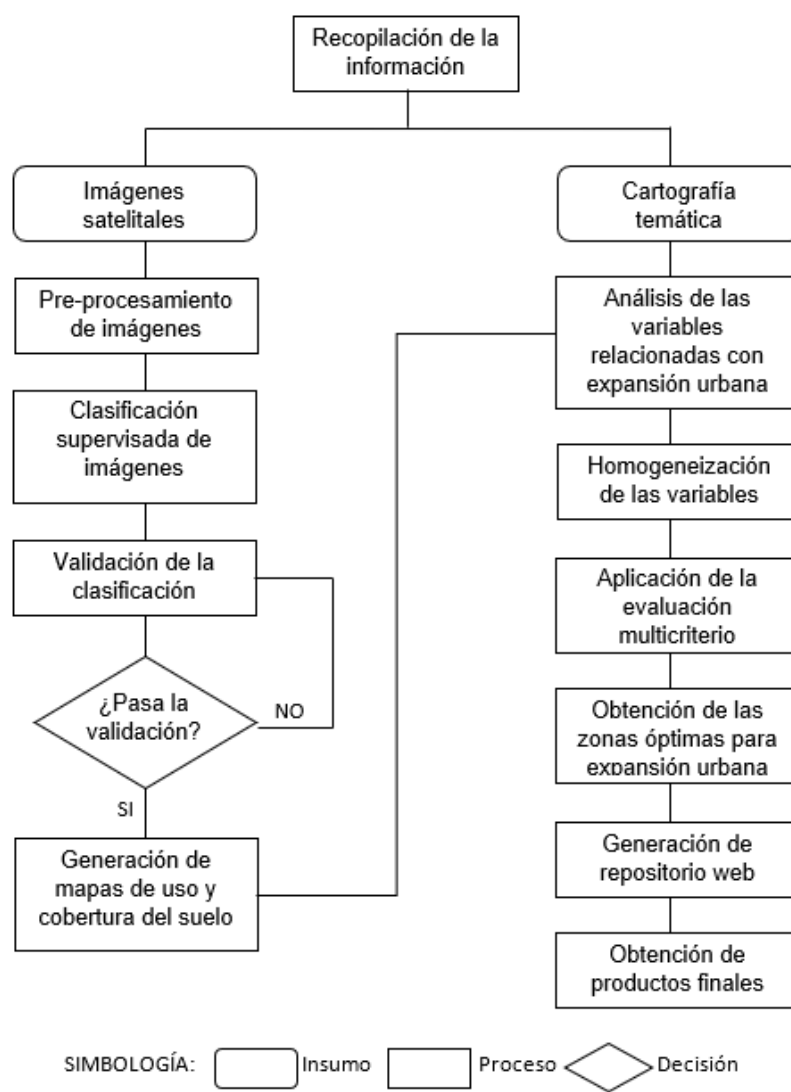 Recopilación de la
información
Imágenes
satelitales
Pre-procesamiento
de imágenes
Clasificación
supervisada de
imágenes
Validación de la
clasificación
¿Pasa la
validación?
NO
SI
Generación de
mapas de uso y
cobertura del suelo
Cartografía
temática
Análisis de las
variables
relacionadas con
expansión urbana
Homogeneización
de las variables
Aplicación de la
evaluación
multicriterio
Obtención de las
zonas óptimas para
expansión urbana
Generación de
repositorio web
Obtención de
productos finales
SIMBOLOGÍA: Insumo Proceso Decisión